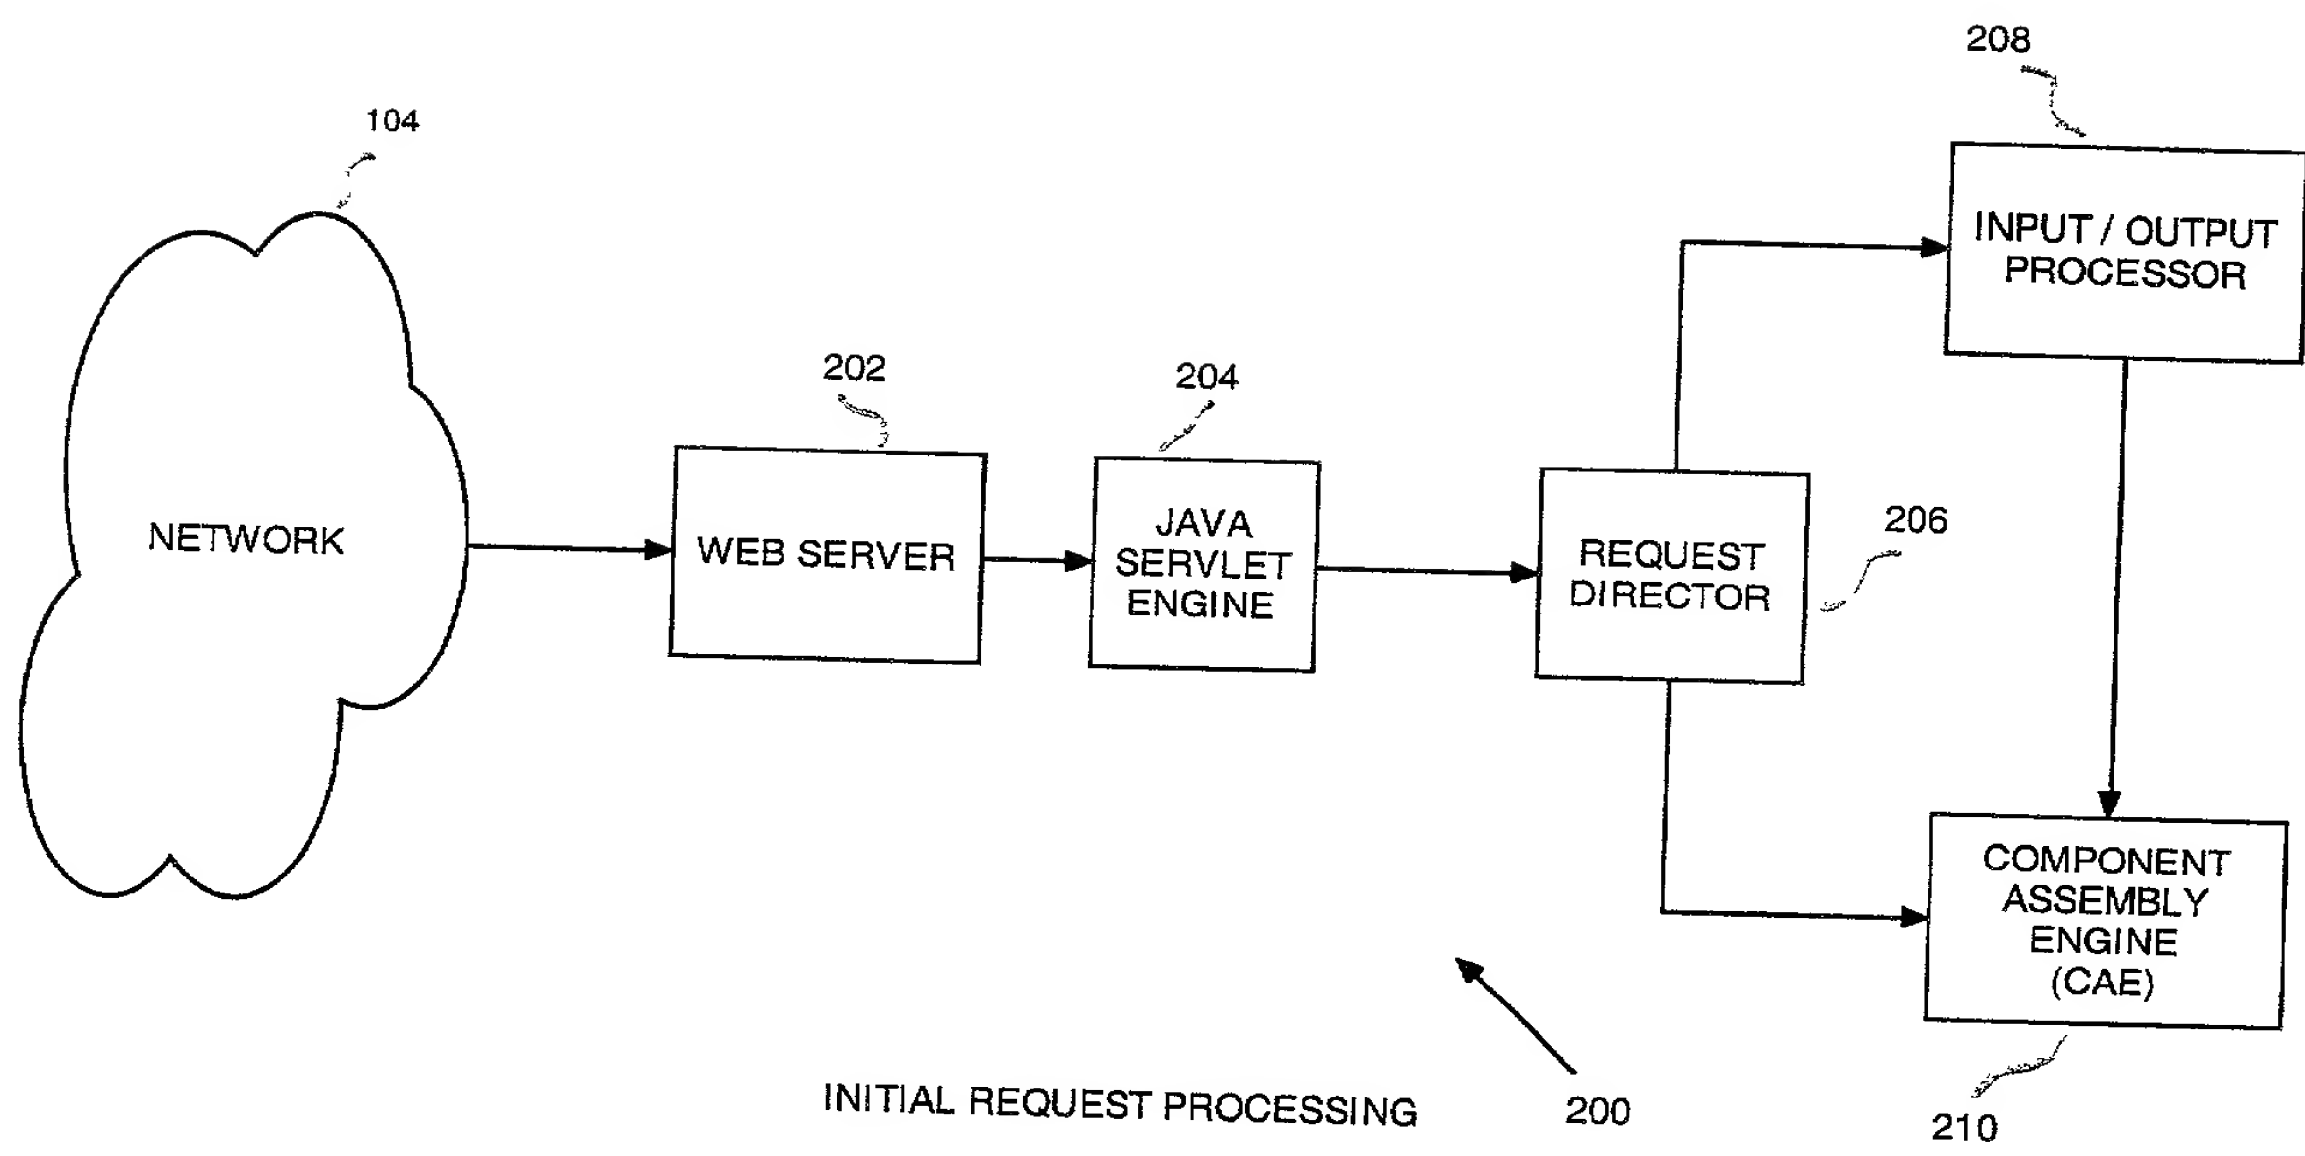 208
104
INPUT / OUTPUT
PROCESSOR
202
204
206
NETWORK
WEB SERVER
JAVA
SERVLET
ENGINE
REQUEST
DIRECTOR
COMPONENT
ASSEMBLY
ENGINE
(CAE)
INITIAL REQUEST PROCESSING
200
210